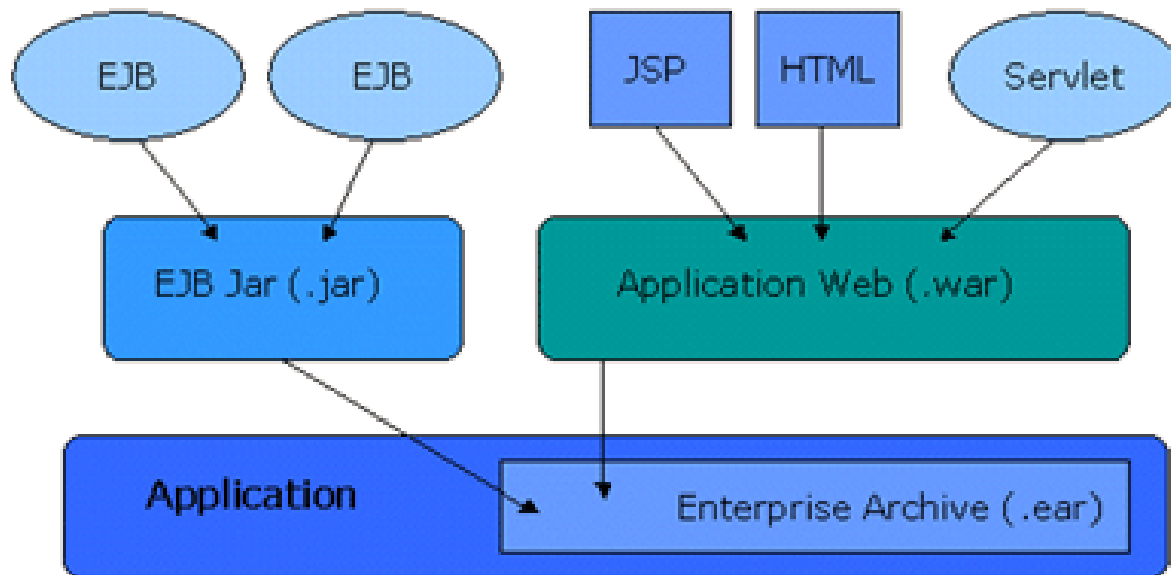 EJB
EJB
JSP
HTML
Servlet
EJB Jar (.jar)
Application Web (.war)
Application
Enterprise Archive (.ear)